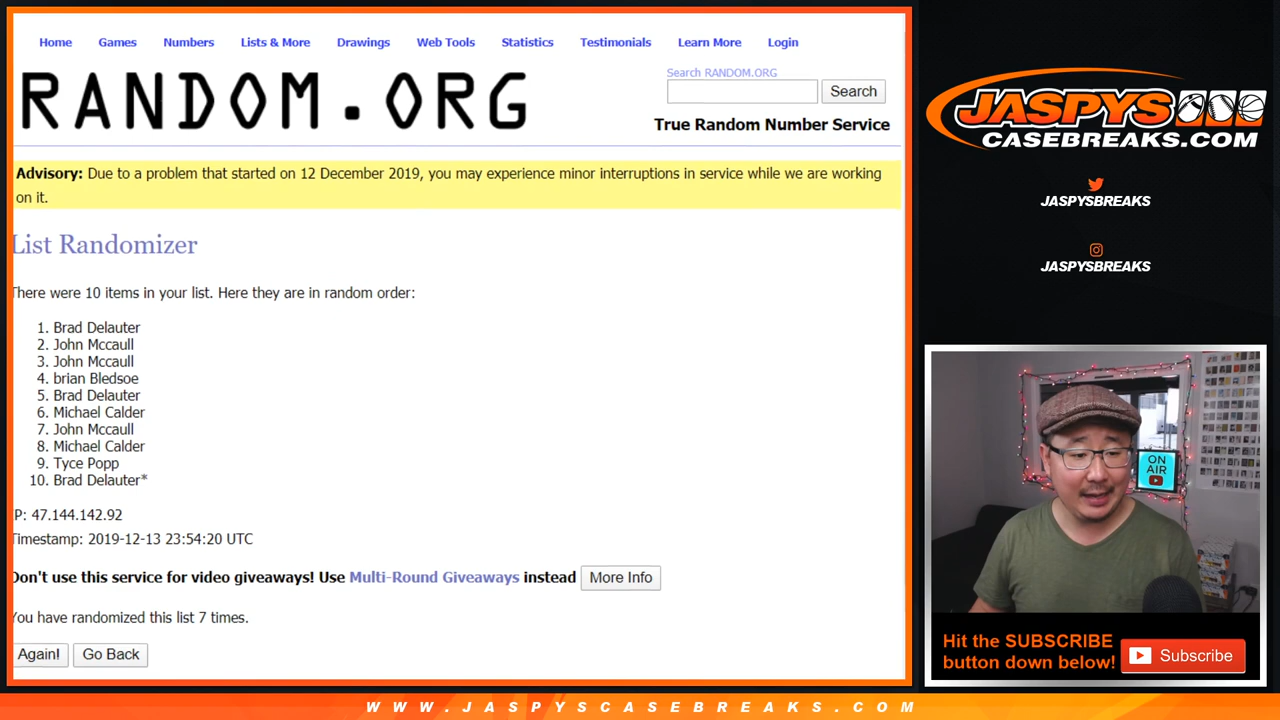 Home Games Numbers Lists & More Drawings Web Tools Statistics Testimonials Learn More Login
RANDOM.ORG
Search RANDOM.ORG
Search
True Random Number Service
Advisory: Due to a problem that started on 12 December 2019, you may experience minor interruptions in service while we are working
on it.
List Randomizer
There were 10 items in your list. Here they are in random order:
1. Brad Delauter
2. John Mccaull
3. John Mccaull
4. brian Bledsoe
5. Brad Delauter
6. Michael Calder
7. John Mccaull
8. Michael Calder
9. Tyce Popp
10. Brad Delauter*
IP: 47.144.142.92
Timestamp: 2019-12-13 23:54:20 UTC
Don't use this service for video giveaways! Use Multi-Round Giveaways instead More Info
You have randomized this list 7 times.
Again! Go Back
JASPYS
CASEBREAKS.COM
JASPYSBREAKS
JASPYSBREAKS
ON
AIR
Hit the SUBSCRIBE
button down below!
Subscribe
WWW.JASPYSCASEBREAKS.COM